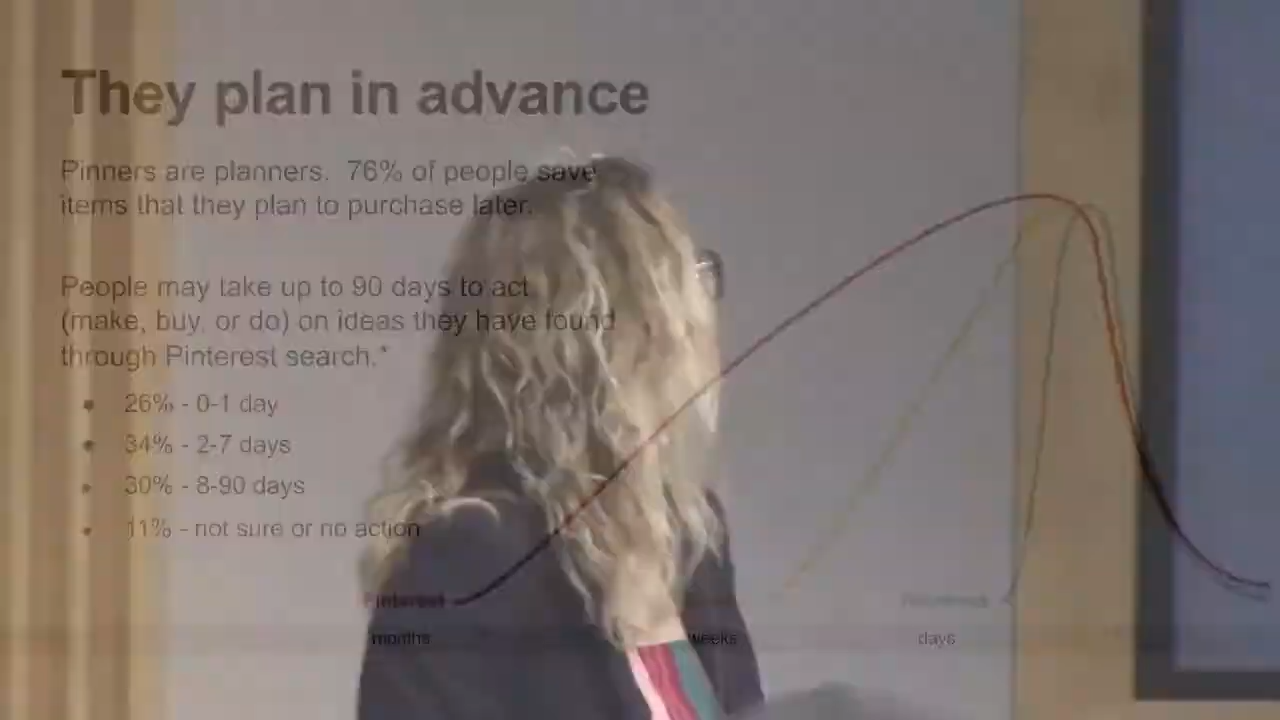 They plan in advance
Pinners are planners.  76% of people save
items that they plan to purchase later.
People may take up to 90 days to act
(make, buy, or do) on ideas they have found
through Pinterest search.*
• 26% - 0-1 day
• 34% - 2-7 days
• 30% - 8-90 days
• 11% - not sure or no action
Pinterest
months weeks days